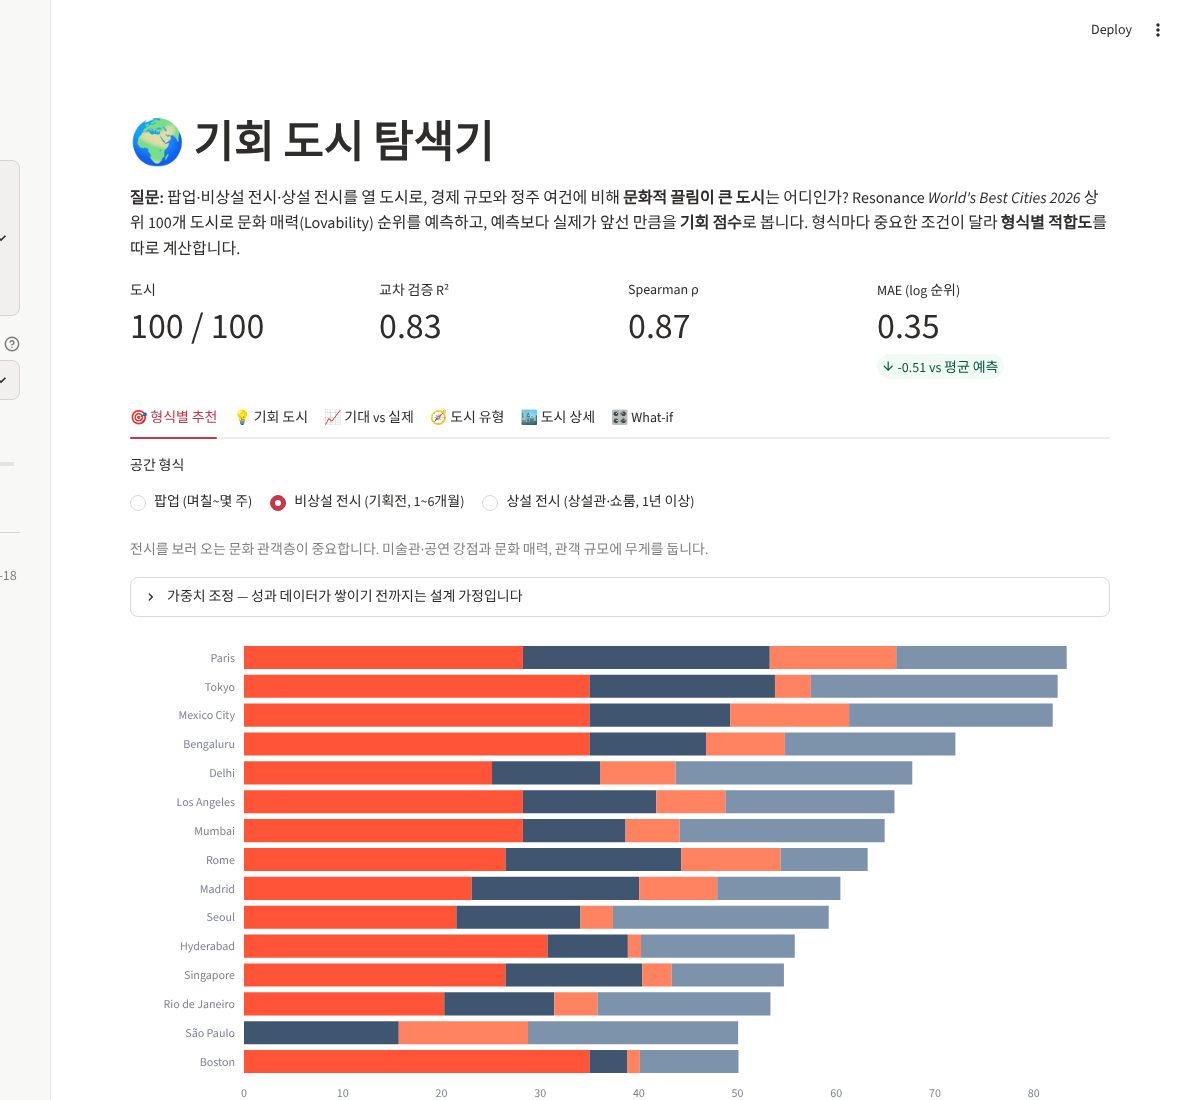 Deploy
기회 도시 탐색기
질문: 팝업·비상설 전시·상설 전시를 열 도시로, 경제 규모와 정주 여건에 비해 문화적 끌림이 큰 도시는 어디인가? Resonance World's Best Cities 2026 상
위 100개 도시로 문화 매력(Lovability) 순위를 예측하고, 예측보다 실제가 앞선 만큼을 기회 점수로 봅니다. 형식마다 중요한 조건이 달라 형식별 적합도를
따로 계산합니다.
도시 교차 검증 R² Spearman ρ MAE (log 순위)
100 / 100 0.83 0.87 0.35
↓ -0.51 vs 평균 예측
형식별 추천 기회 도시 기대 vs 실제 도시 유형 도시 상세 What-if
공간 형식
팝업 (며칠~몇 주) 비상설 전시 (기획전, 1~6개월) 상설 전시 (상설관·쇼룸, 1년 이상)
전시를 보러 오는 문화 관객층이 중요합니다. 미술관·공연 강점과 문화 매력, 관객 규모에 무게를 둡니다.
-18
가중치 조정 — 성과 데이터가 쌓이기 전까지는 설계 가정입니다
Paris
Tokyo
Mexico City
Bengaluru
Delhi
Los Angeles
Mumbai
Rome
Madrid
Seoul
Hyderabad
Singapore
Rio de Janeiro
São Paulo
Boston
0 10 20 30 40 50 60 70 80